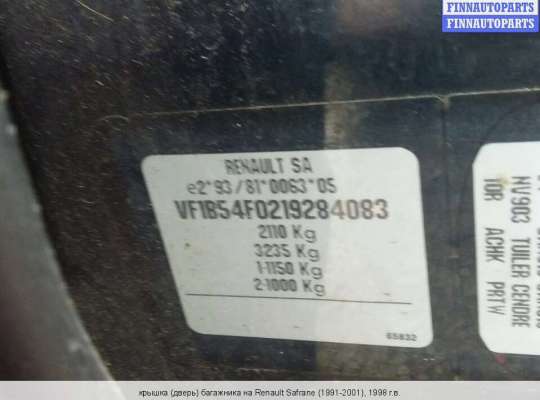 FINNAUTOPARTS
FINNAUTOPARTS
RENAULT SA
e2*93/81*0063*05
VF1B54F0219284083
2110 Kg
3235 Kg
1-1150 Kg
2-1000 Kg
65832
NV903 TUILER CENDRE
10R ACHK PRTW
крышка (дверь) багажника на Renault Safrane (1991-2001), 1998 г.в.